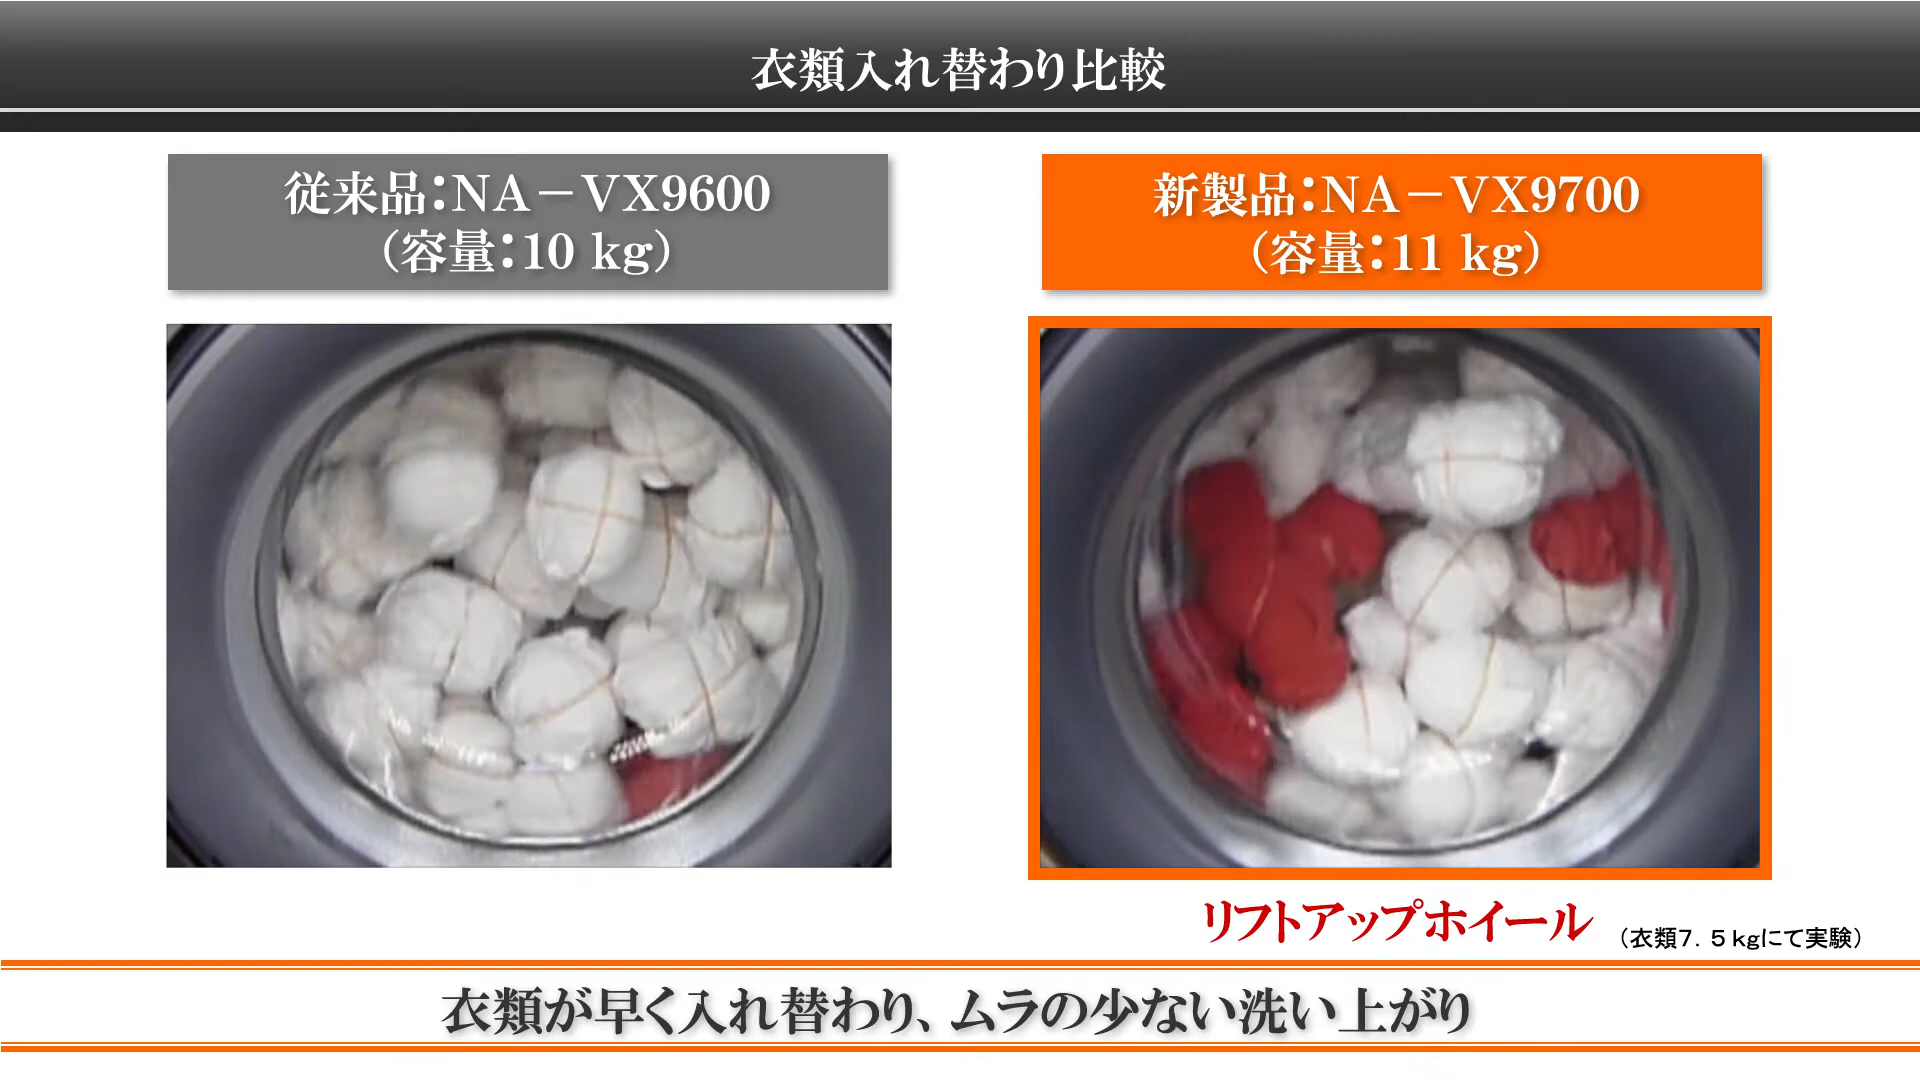 衣類入れ替わり比較
従来品：ＮＡ－ＶＸ9600
（容量：10 kg）
新製品：ＮＡ－ＶＸ9700
（容量：11 kg）
リフトアップホイール
（衣類７．５kgにて実験）
衣類が早く入れ替わり、ムラの少ない洗い上がり